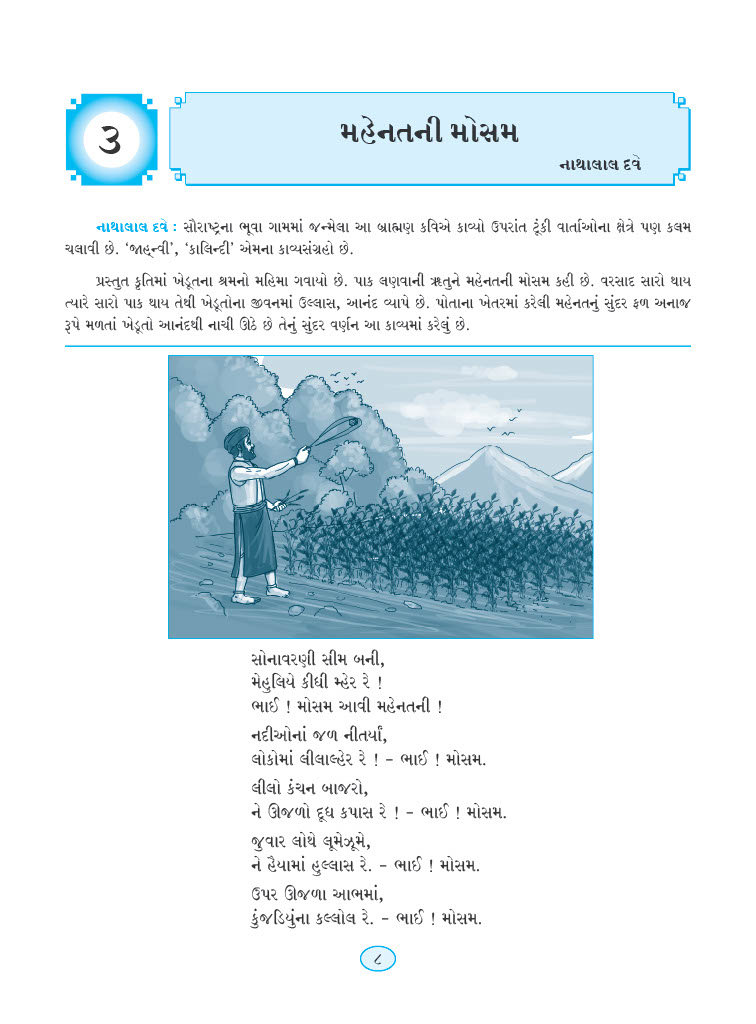 ૩
મહેનતની મોસમ
નાથાલાલ દવે
નાથાલાલ દવે : સૌરાષ્ટ્રના ભૂવા ગામમાં જન્મેલા આ બ્રાહ્મણ કવિએ કાવ્યો ઉપરાંત ટૂંકી વાર્તાઓના ક્ષેત્રે પણ કલમ
ચલાવી છે. ‘જાહ્નવી’, ‘કાલિન્દી’ એમના કાવ્યસંગ્રહો છે.
પ્રસ્તુત કૃતિમાં ખેડૂતના શ્રમનો મહિમા ગવાયો છે. પાક લણવાની ઋતુને મહેનતની મોસમ કહી છે. વરસાદ સારો થાય
ત્યારે સારો પાક થાય તેથી ખેડૂતોના જીવનમાં ઉલ્લાસ, આનંદ વ્યાપે છે. પોતાના ખેતરમાં કરેલી મહેનતનું સુંદર ફળ અનાજ
રૂપે મળતાં ખેડૂતો આનંદથી નાચી ઊઠે છે તેનું સુંદર વર્ણન આ કાવ્યમાં કરેલું છે.
સોનાવરણી સીમ બની,
મેહુલિયે કીધી મ્હેર રે !
ભાઈ ! મોસમ આવી મહેનતની !
નદીઓનાં જળ નીતર્યાં,
લોકોમાં લીલાલ્હેર રે ! – ભાઈ ! મોસમ.
લીલો કંચન બાજરો,
ને ઊજળો દૂધ કપાસ રે ! – ભાઈ ! મોસમ.
જુવાર લોથે લૂમેઝૂમે,
ને હૈયામાં હુલ્લાસ રે. – ભાઈ ! મોસમ.
ઉપર ઊજળા આભમાં,
કુંજડિયુંના કલ્લોલ રે. – ભાઈ ! મોસમ.
૮